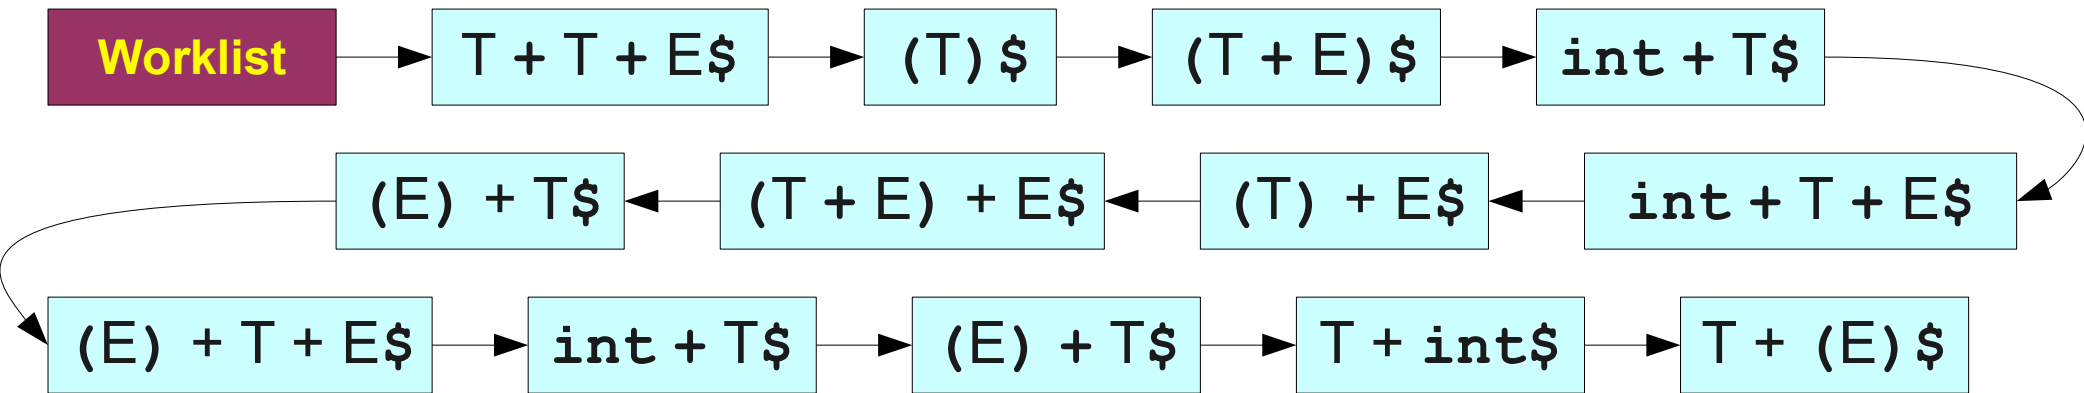 Worklist T + T + E$ (T)$ (T + E)$ int + T$
(E) + T$ (T + E) + E$ (T) + E$ int + T + E$
(E) + T + E$ int + T$ (E) + T$ T + int$ T + (E)$